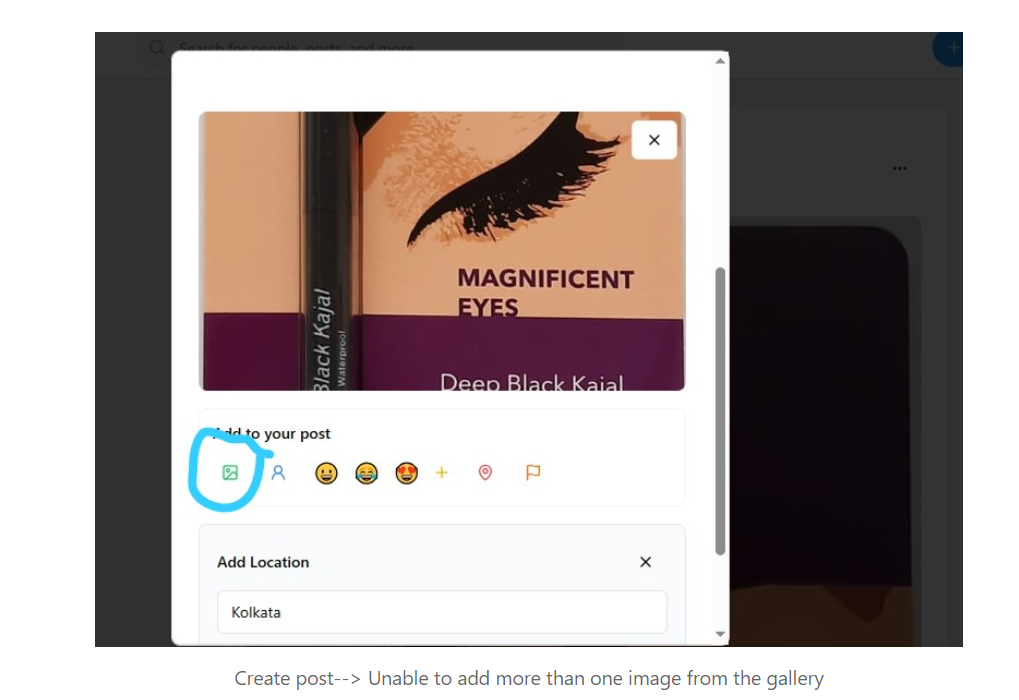 Search for people, posts, and more...
MAGNIFICENT
EYES
Black Kajal
Waterproof
Deep Black Kajal
Add to your post
Add Location
Kolkata
Create post--> Unable to add more than one image from the gallery